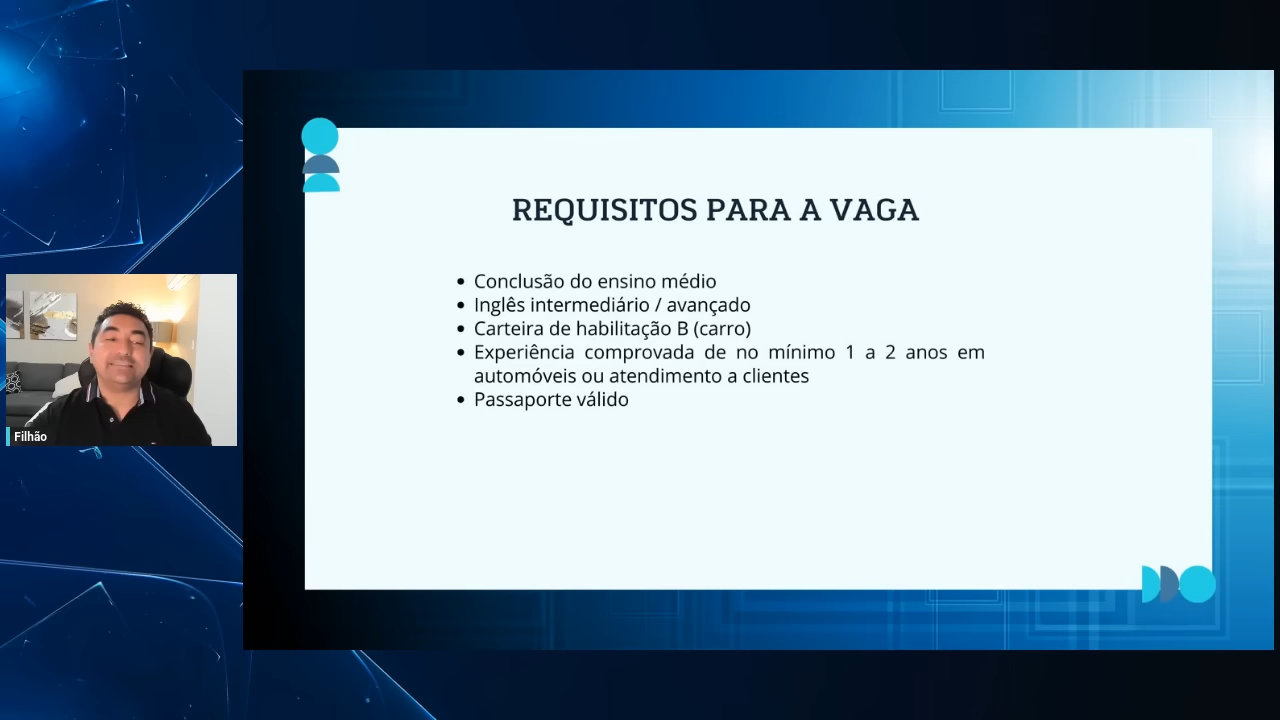 REQUISITOS PARA A VAGA
Conclusão do ensino médio
Inglês intermediário / avançado
Carteira de habilitação B (carro)
Experiência comprovada de no mínimo 1 a 2 anos em
automóveis ou atendimento a clientes
Passaporte válido
Filhão